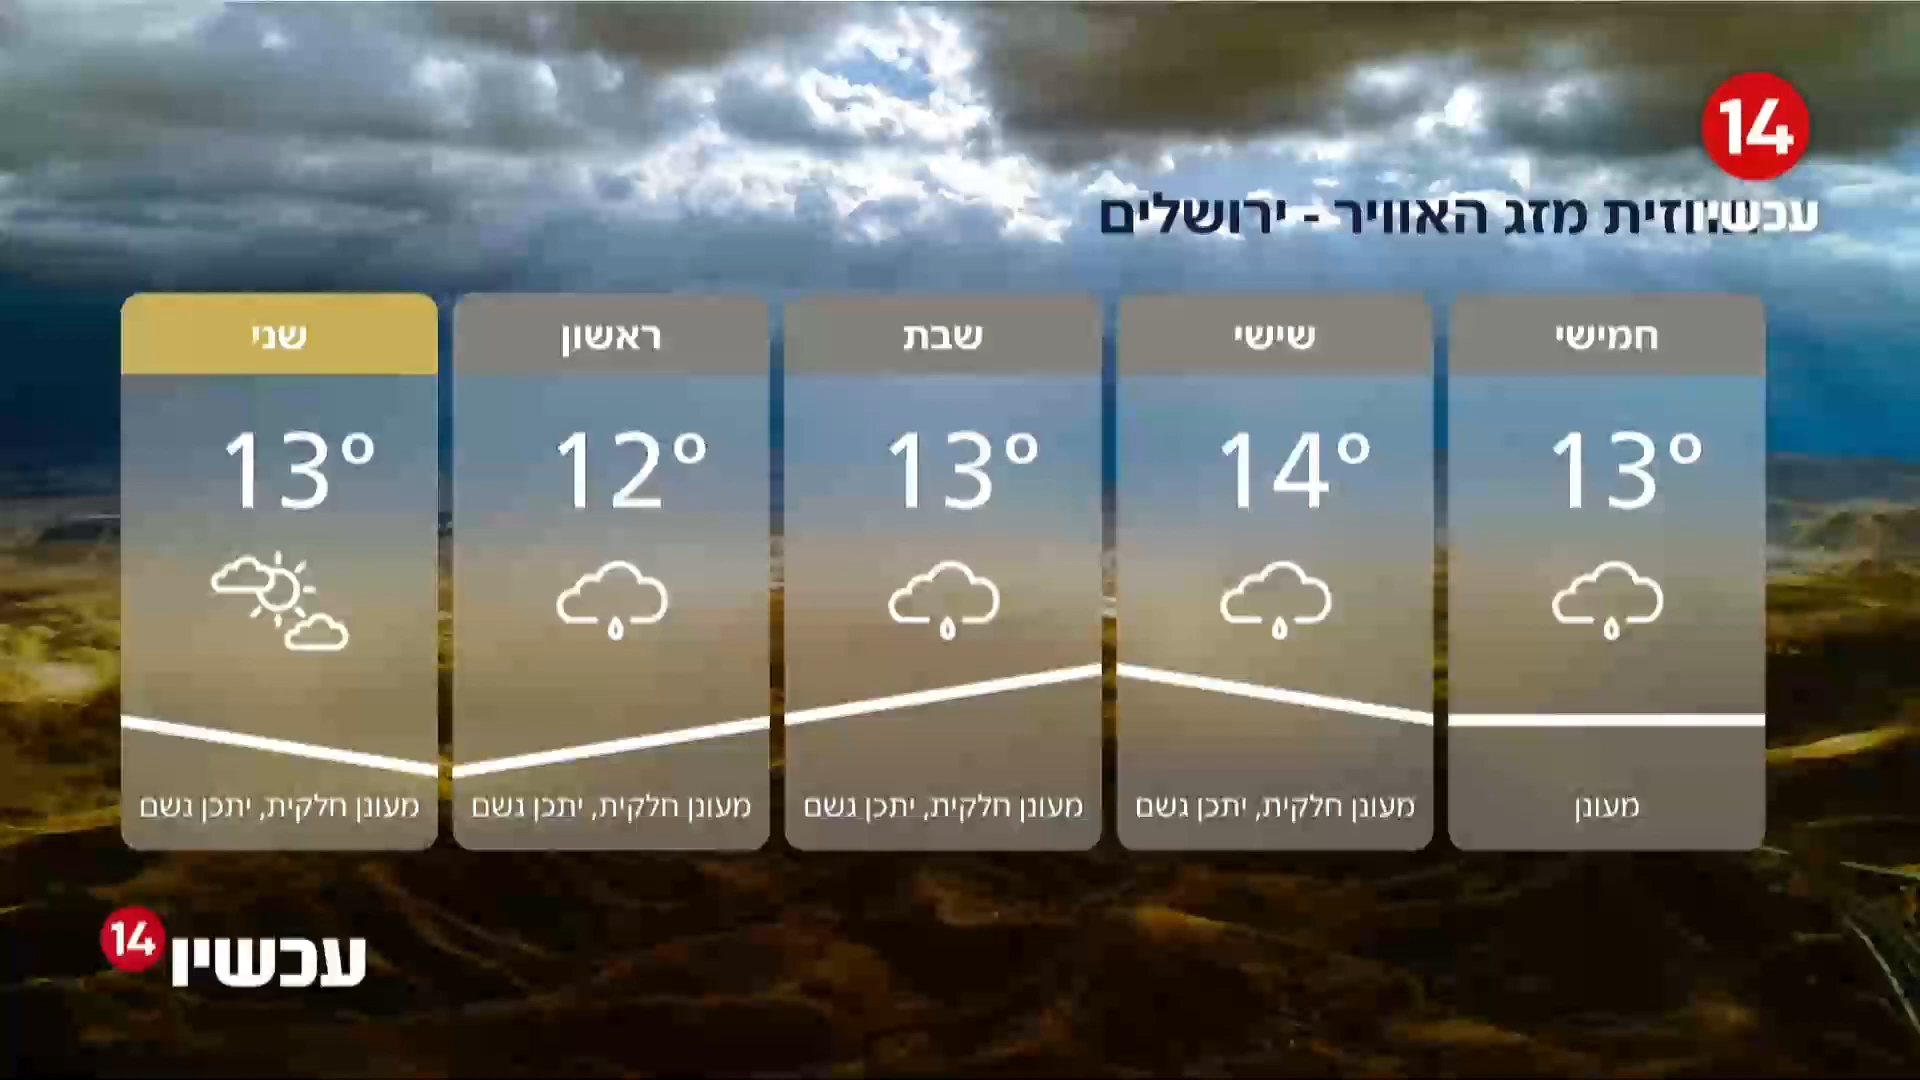 14
עכשיו
מזג האוויר - ירושלים
חמישי
13°
מעונן
שישי
14°
מעונן חלקית, יתכן גשם
שבת
13°
מעונן חלקית, יתכן גשם
ראשון
12°
מעונן חלקית, יתכן גשם
שני
13°
מעונן חלקית, יתכן גשם
14
עכשיו